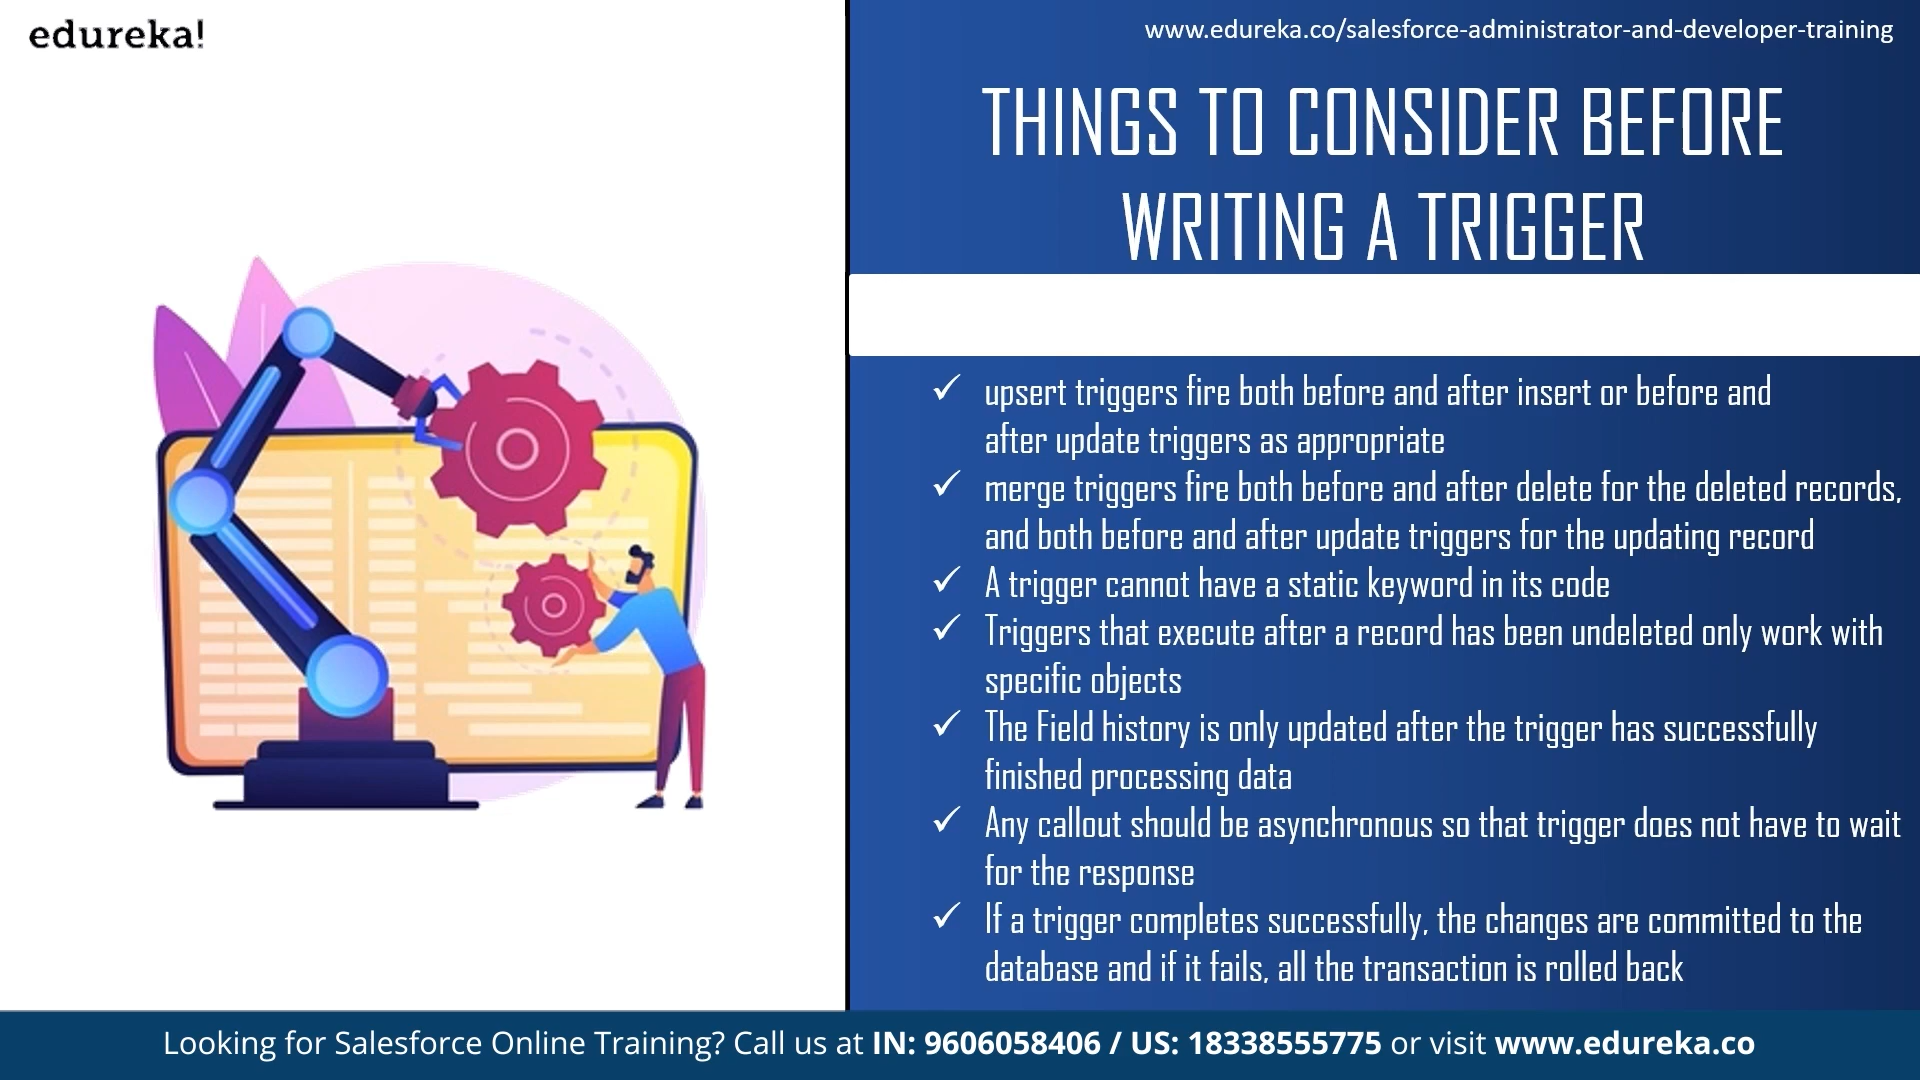 edureka!
www.edureka.co/salesforce-administrator-and-developer-training
THINGS TO CONSIDER BEFORE
WRITING A TRIGGER
✓ upsert triggers fire both before and after insert or before and
after update triggers as appropriate
✓ merge triggers fire both before and after delete for the deleted records,
and both before and after update triggers for the updating record
✓ A trigger cannot have a static keyword in its code
✓ Triggers that execute after a record has been undeleted only work with
specific objects
✓ The Field history is only updated after the trigger has successfully
finished processing data
✓ Any callout should be asynchronous so that trigger does not have to wait
for the response
✓ If a trigger completes successfully, the changes are committed to the
database and if it fails, all the transaction is rolled back
Looking for Salesforce Online Training? Call us at IN: 9606058406 / US: 18338555775 or visit www.edureka.co